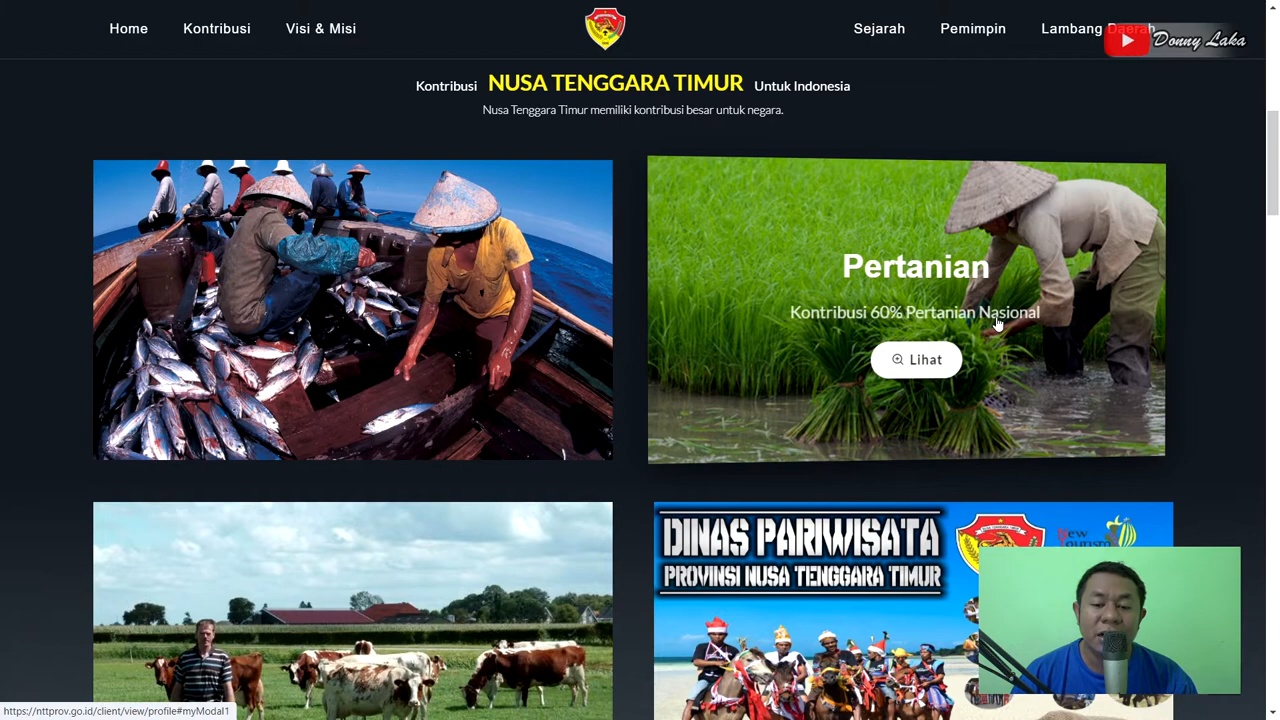 Home Kontribusi Visi & Misi Sejarah Pemimpin Lambang Daerah
Donny Laka
Kontribusi NUSA TENGGARA TIMUR Untuk Indonesia
Nusa Tenggara Timur memiliki kontribusi besar untuk negara.
Pertanian
Kontribusi 60% Pertanian Nasional
Lihat
DINAS PARIWISATA
PROVINSI NUSA TENGGARA TIMUR
New
Tourism
https://nttprov.go.id/client/view/profile#myModal1